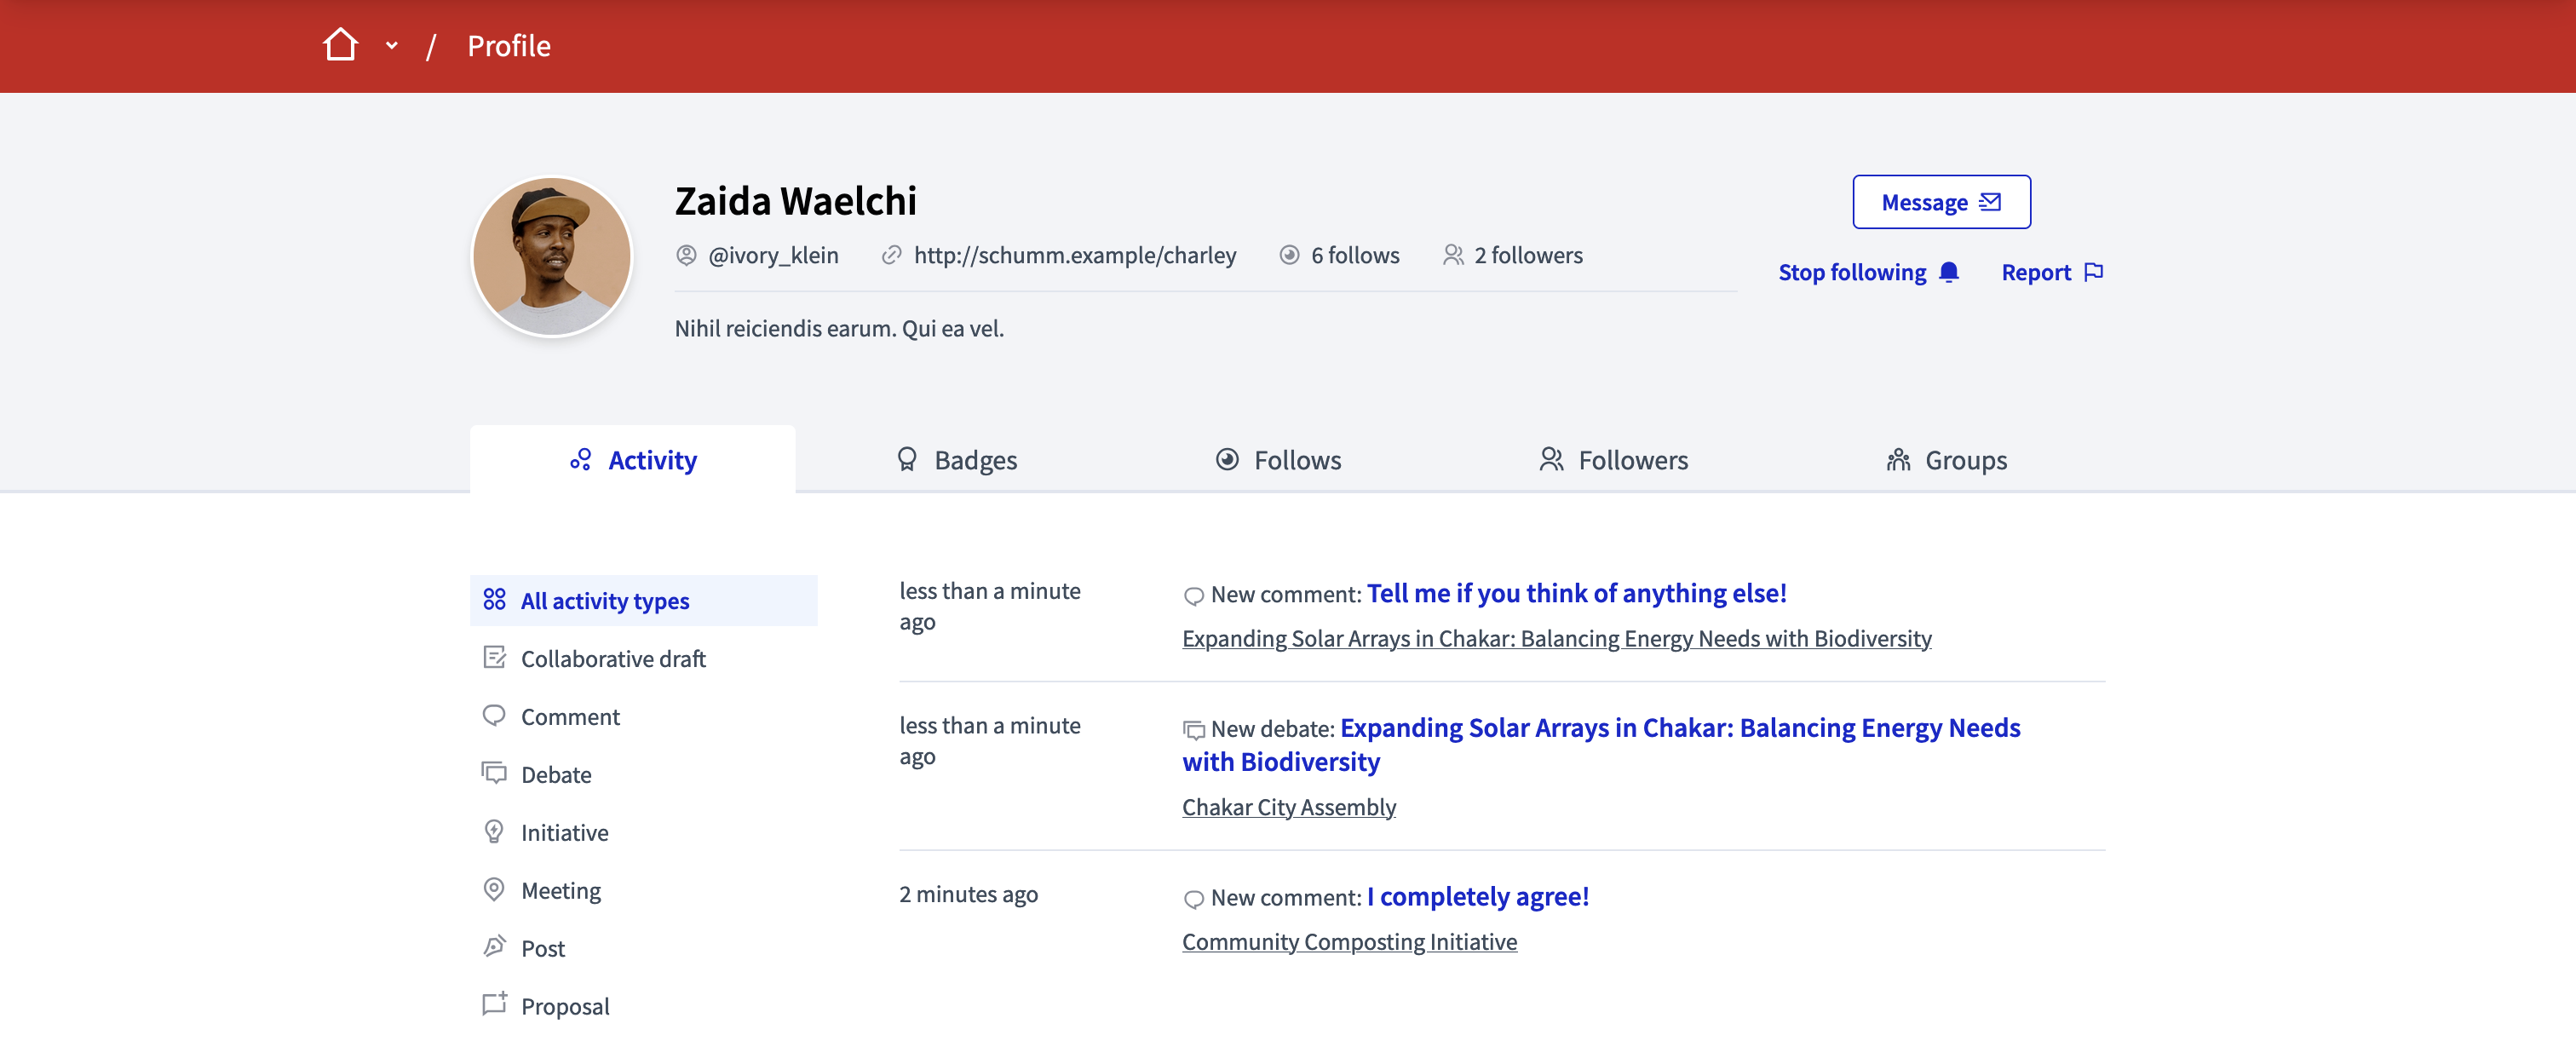 / Profile
Zaida Waelchi
@ivory_klein http://schumm.example/charley 6 follows 2 followers
Nihil reiciendis earum. Qui ea vel.
Message
Stop following Report
Activity Badges Follows Followers Groups
All activity types
Collaborative draft
Comment
Debate
Initiative
Meeting
Post
Proposal
less than a minute
ago
New comment: Tell me if you think of anything else!
Expanding Solar Arrays in Chakar: Balancing Energy Needs with Biodiversity
less than a minute
ago
New debate: Expanding Solar Arrays in Chakar: Balancing Energy Needs
with Biodiversity
Chakar City Assembly
2 minutes ago
New comment: I completely agree!
Community Composting Initiative